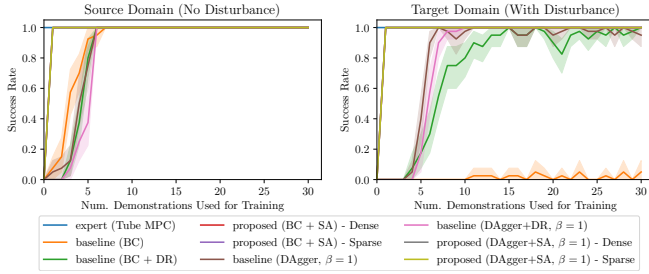 Source Domain (No Disturbance)
Success Rate
1.0
0.8
0.6
0.4
0.2
0.0
0 5 10 15 20 25 30
Num. Demonstrations Used for Training
Target Domain (With Disturbance)
Success Rate
1.0
0.8
0.6
0.4
0.2
0.0
0 5 10 15 20 25 30
Num. Demonstrations Used for Training
expert (Tube MPC)
baseline (BC)
baseline (BC + DR)
proposed (BC + SA) - Dense
proposed (BC + SA) - Sparse
baseline (DAgger, β = 1)
baseline (DAgger+DR, β = 1)
proposed (DAgger+SA, β = 1) - Dense
proposed (DAgger+SA, β = 1) - Sparse